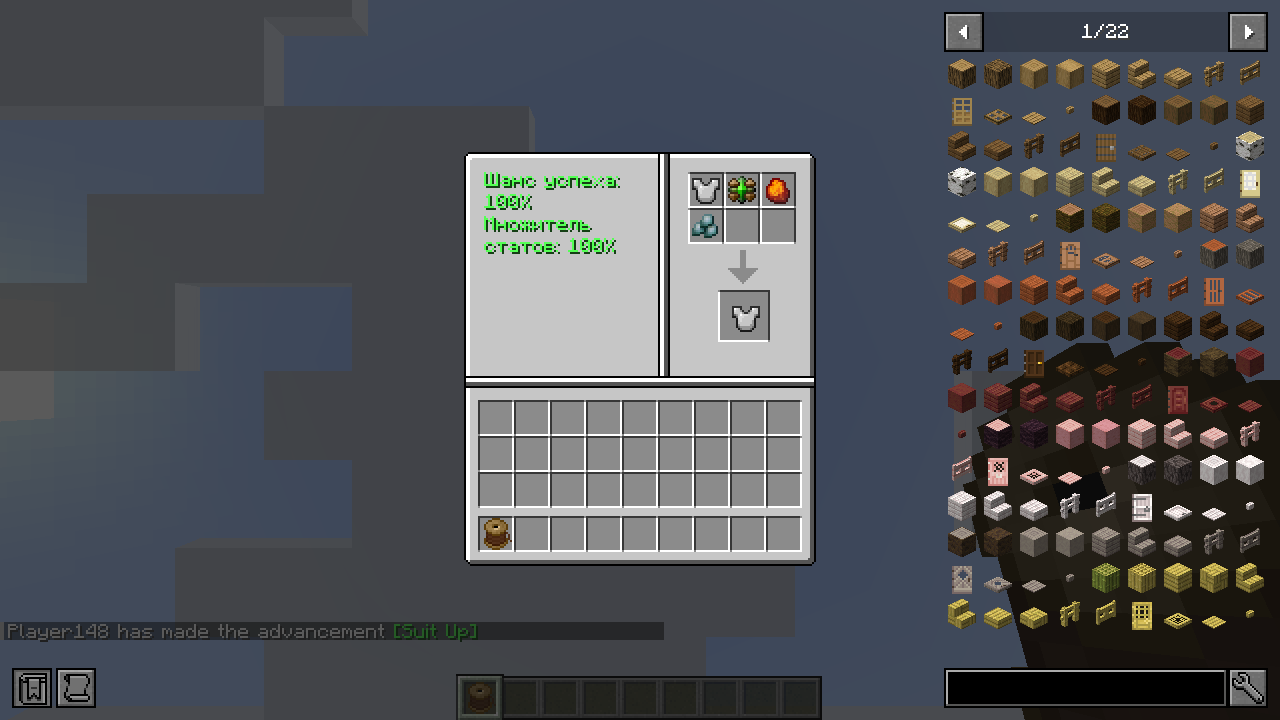 1/22
Шанс успеха:
100%
Множитель
статов: 100%
Player148 has made the advancement [Suit Up]